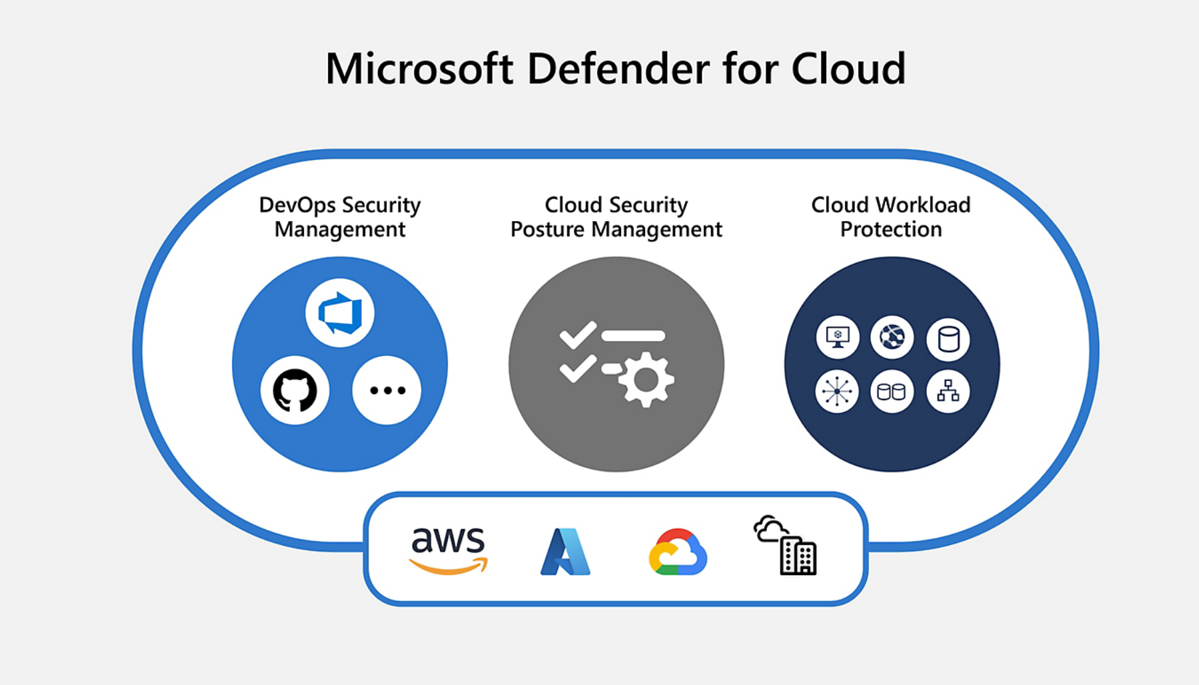 Microsoft Defender for Cloud
DevOps Security
Management
Cloud Security
Posture Management
Cloud Workload
Protection
aws